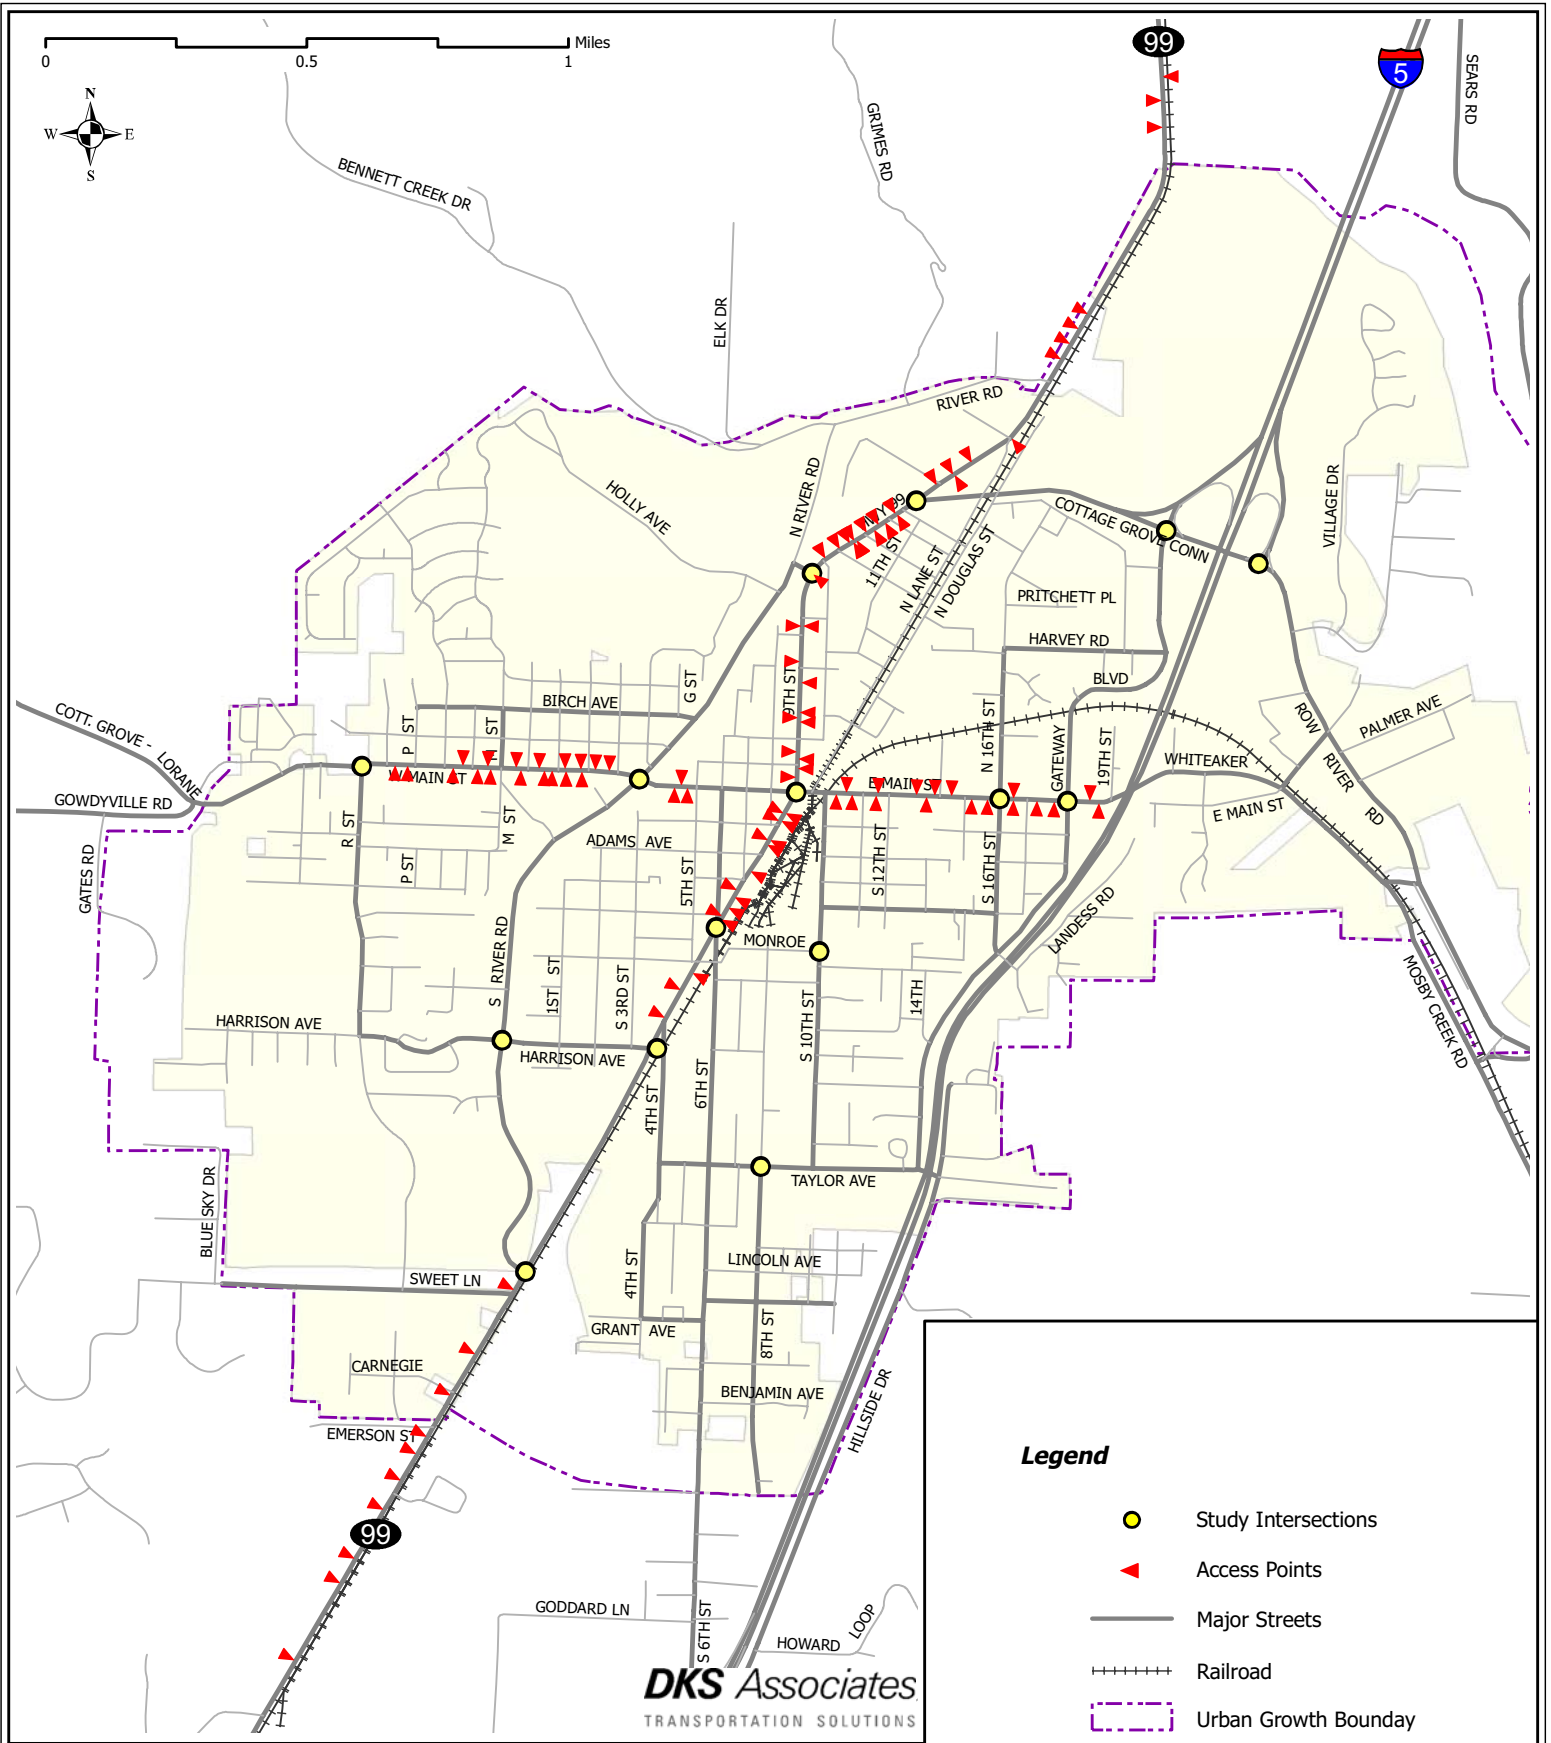 Miles
0
0.5
1
N
W
E
S
99
5
SEARS RD
GRIMES RD
BENNETT CREEK DR
ELK DR
RIVER RD
N RIVER RD
HOLLY AVE
VILLAGE DR
COTTAGE GROVE CONN
11TH ST
N LANE ST
N DOUGLAS ST
PRITCHETT PL
HARVEY RD
BLVD
9TH ST
G ST
BIRCH AVE
P ST
N 16TH ST
GATEWAY
19TH ST
ROW
RIVER
RD
PALMER AVE
WHITEAKER
COTT. GROVE - LORANE
GOWDYVILLE RD
W MAIN ST
E MAIN ST
E MAIN ST
R ST
M ST
P ST
ADAMS AVE
5TH ST
S 12TH ST
S 16TH ST
GATES RD
LANDESS RD
MONROE
S RIVER RD
1ST ST
S 3RD ST
S 10TH ST
14TH
MOSBY CREEK RD
HARRISON AVE
HARRISON AVE
4TH ST
6TH ST
BLUE SKY DR
TAYLOR AVE
SWEET LN
4TH ST
LINCOLN AVE
GRANT AVE
8TH ST
CARNEGIE
BENJAMIN AVE
HILLSIDE DR
EMERSON ST
99
GODDARD LN
S 6TH ST
HOWARD
LOOP
DKS Associates
TRANSPORTATION SOLUTIONS
Legend
Study Intersections
Access Points
Major Streets
Railroad
Urban Growth Bounday